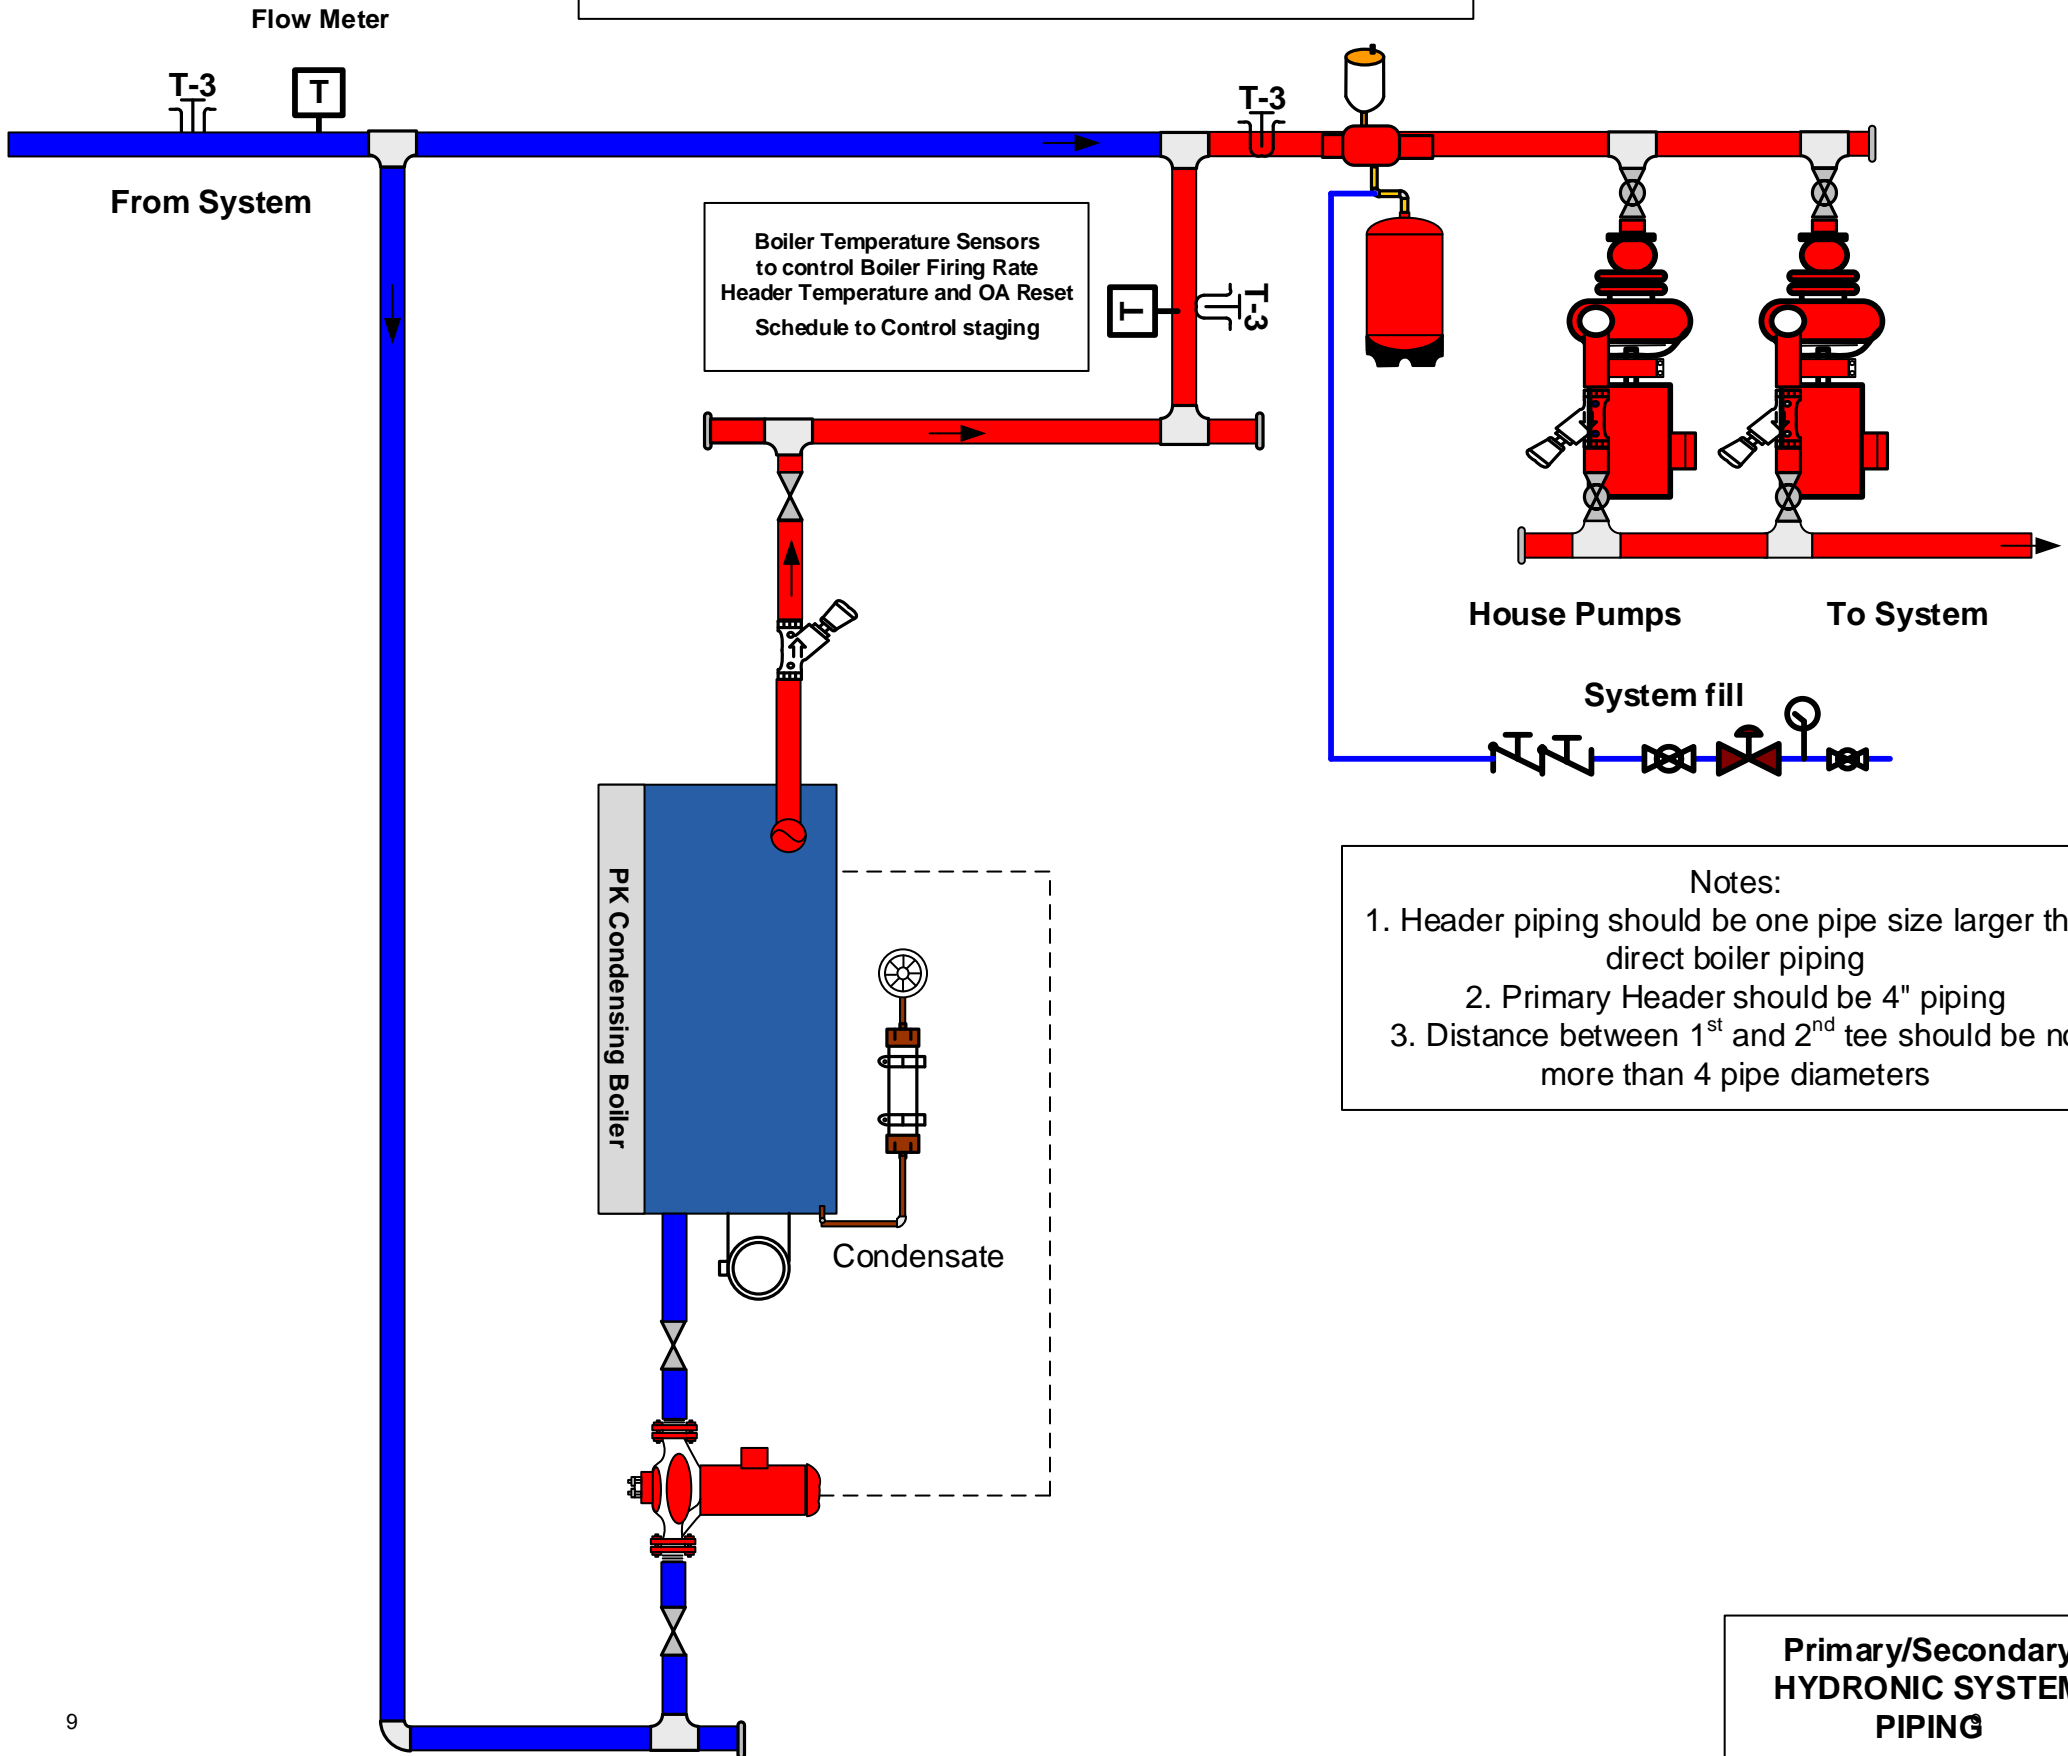 Flow Meter
T-3
T
T-3
From System
Boiler Temperature Sensors
to control Boiler Firing Rate
Header Temperature and OA Reset
Schedule to Control staging
T
T-3
House Pumps
To System
System fill
PK Condensing Boiler
Notes:
1. Header piping should be one pipe size larger th
direct boiler piping
2. Primary Header should be 4" piping
3. Distance between 1st and 2nd tee should be no
more than 4 pipe diameters
Condensate
Primary/Secondary
HYDRONIC SYSTEM
PIPING
9
9